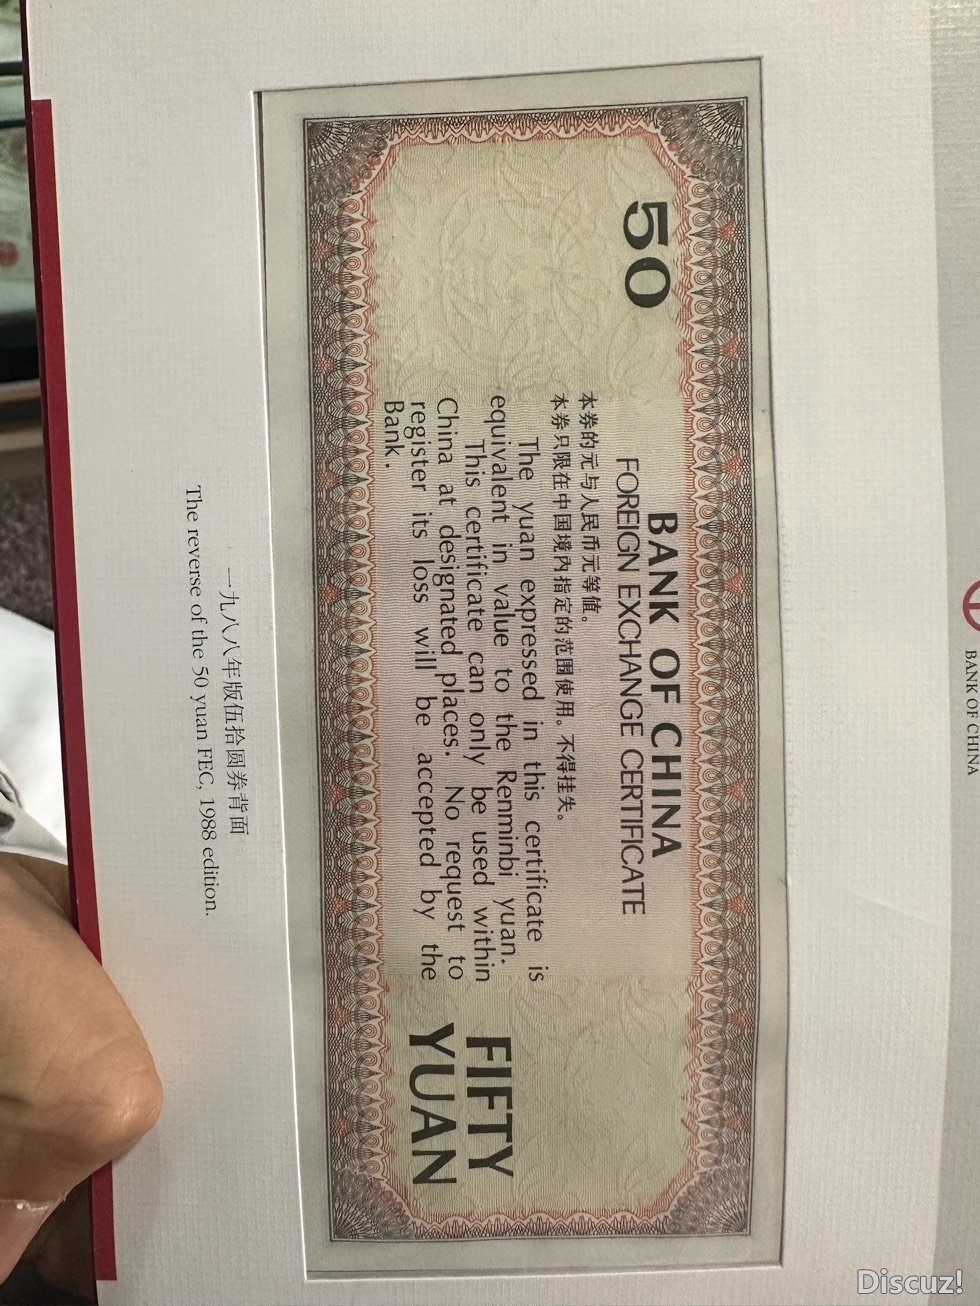 BANK OF CHINA
50
BANK OF CHINA
FOREIGN EXCHANGE CERTIFICATE
本券的元与人民币元等值。
本券只限在中国境内指定的范围使用。不得挂失。
The yuan expressed in this certificate is
equivalent in value to the Renminbi yuan.
This certificate can only be used within
China at designated places. No request to
register its loss will be accepted by the
Bank.
FIFTY
YUAN
一九八八年版伍拾圆券背面
The reverse of the 50 yuan FEC, 1988 edition.
Discuz!